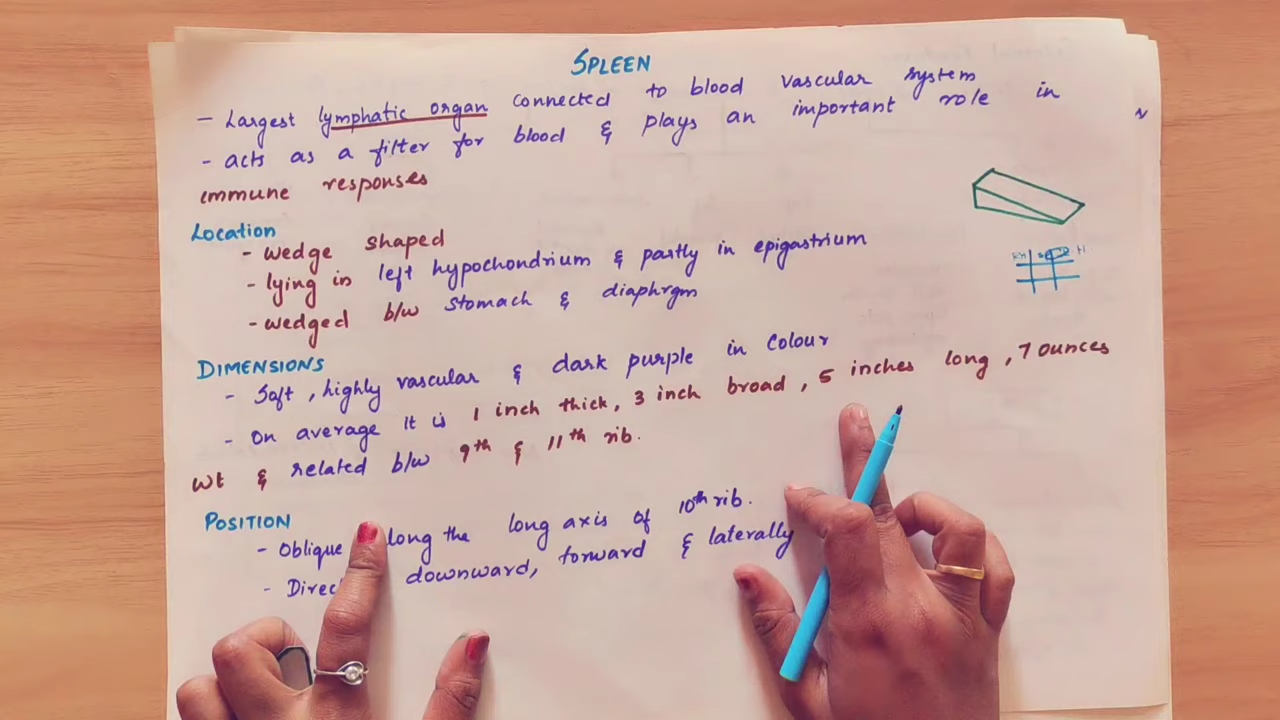 SPLEEN
- Largest lymphatic organ connected to blood vascular system
- acts as a filter for blood & plays an important role in
immune responses
Location
- wedge shaped
- lying in left hypochondrium & partly in epigastrium
- wedged b/w stomach & diaphrgm
DIMENSIONS
- Soft, highly vascular & dark purple in colour
- On average it is 1 inch thick, 3 inch broad, 5 inches long, 7 ounces
wt & related b/w 9th & 11th rib.
POSITION
- Oblique long the long axis of 10th rib.
- Direc downward, forward & laterally